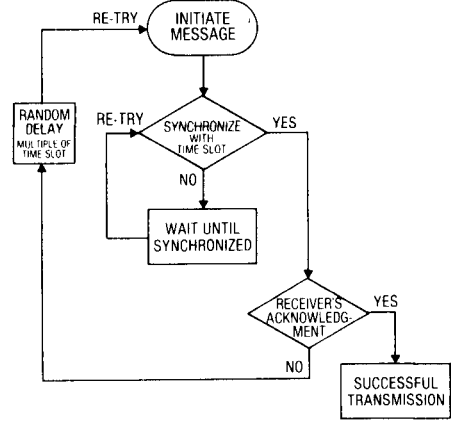 RE-TRY
INITIATE
MESSAGE
RANDOM
DELAY
MULTIPLE OF
TIME SLOT
RE-TRY
SYNCHRONIZE
WITH
TIME SLOT
YES
NO
WAIT UNTIL
SYNCHRONIZED
RECEIVER'S
ACKNOWLEDG-
MENT
YES
NO
SUCCESSFUL
TRANSMISSION